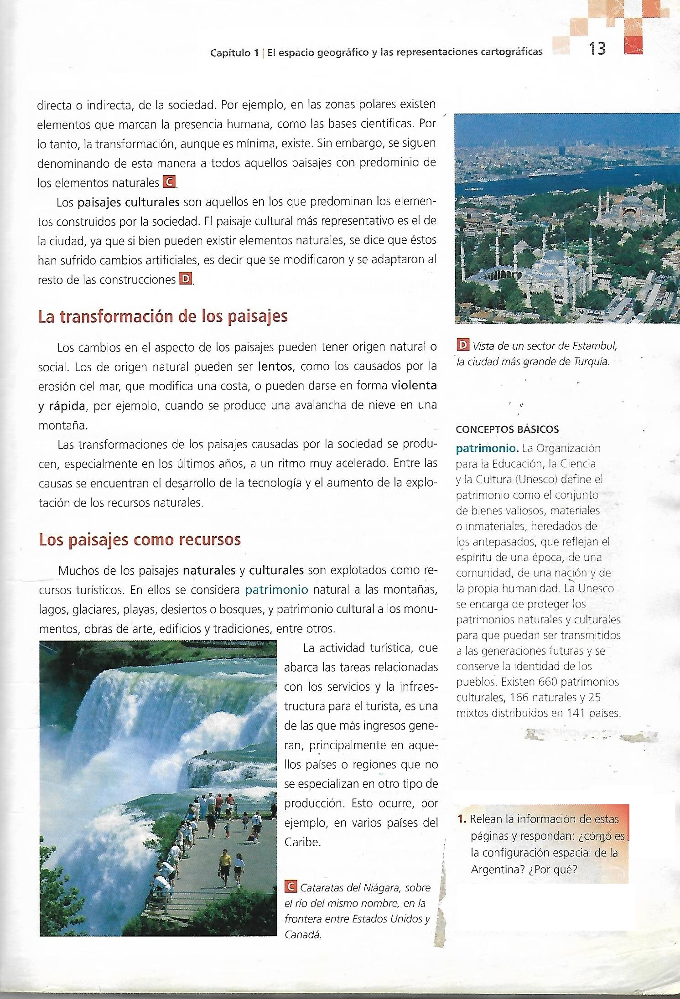 Capítulo 1 | El espacio geográfico y las representaciones cartográficas 13
directa o indirecta, de la sociedad. Por ejemplo, en las zonas polares existen
elementos que marcan la presencia humana, como las bases científicas. Por
lo tanto, la transformación, aunque es mínima, existe. Sin embargo, se siguen
denominando de esta manera a todos aquellos paisajes con predominio de
los elementos naturales C.
Los paisajes culturales son aquellos en los que predominan los elemen-
tos construidos por la sociedad. El paisaje cultural más representativo es el de
la ciudad, ya que si bien pueden existir elementos naturales, se dice que éstos
han sufrido cambios artificiales, es decir que se modificaron y se adaptaron al
resto de las construcciones D.
La transformación de los paisajes
Los cambios en el aspecto de los paisajes pueden tener origen natural o
social. Los de origen natural pueden ser lentos, como los causados por la
erosión del mar, que modifica una costa, o pueden darse en forma violenta
y rápida, por ejemplo, cuando se produce una avalancha de nieve en una
montaña.
Las transformaciones de los paisajes causadas por la sociedad se produ-
cen, especialmente en los últimos años, a un ritmo muy acelerado. Entre las
causas se encuentran el desarrollo de la tecnología y el aumento de la explo-
tación de los recursos naturales.
Los paisajes como recursos
Muchos de los paisajes naturales y culturales son explotados como re-
cursos turísticos. En ellos se considera patrimonio natural a las montañas,
lagos, glaciares, playas, desiertos o bosques, y patrimonio cultural a los monu-
mentos, obras de arte, edificios y tradiciones, entre otros.
La actividad turística, que
abarca las tareas relacionadas
con los servicios y la infraes-
tructura para el turista, es una
de las que más ingresos gene-
ran, principalmente en aque-
llos países o regiones que no
se especializan en otro tipo de
producción. Esto ocurre, por
ejemplo, en varios países del
Caribe.
C Cataratas del Niágara, sobre
el río del mismo nombre, en la
frontera entre Estados Unidos y
Canadá.
D Vista de un sector de Estambul,
la ciudad más grande de Turquía.
CONCEPTOS BÁSICOS
patrimonio. La Organización
para la Educación, la Ciencia
y la Cultura (Unesco) define el
patrimonio como el conjunto
de bienes valiosos, materiales
o inmateriales, heredados de
los antepasados, que reflejan el
espíritu de una época, de una
comunidad, de una nación y de
la propia humanidad. La Unesco
se encarga de proteger los
patrimonios naturales y culturales
para que puedan ser transmitidos
a las generaciones futuras y se
conserve la identidad de los
pueblos. Existen 660 patrimonios
culturales, 166 naturales y 25
mixtos distribuidos en 141 países.
1. Relean la información de estas
páginas y respondan: ¿cómo es
la configuración espacial de la
Argentina? ¿Por qué?